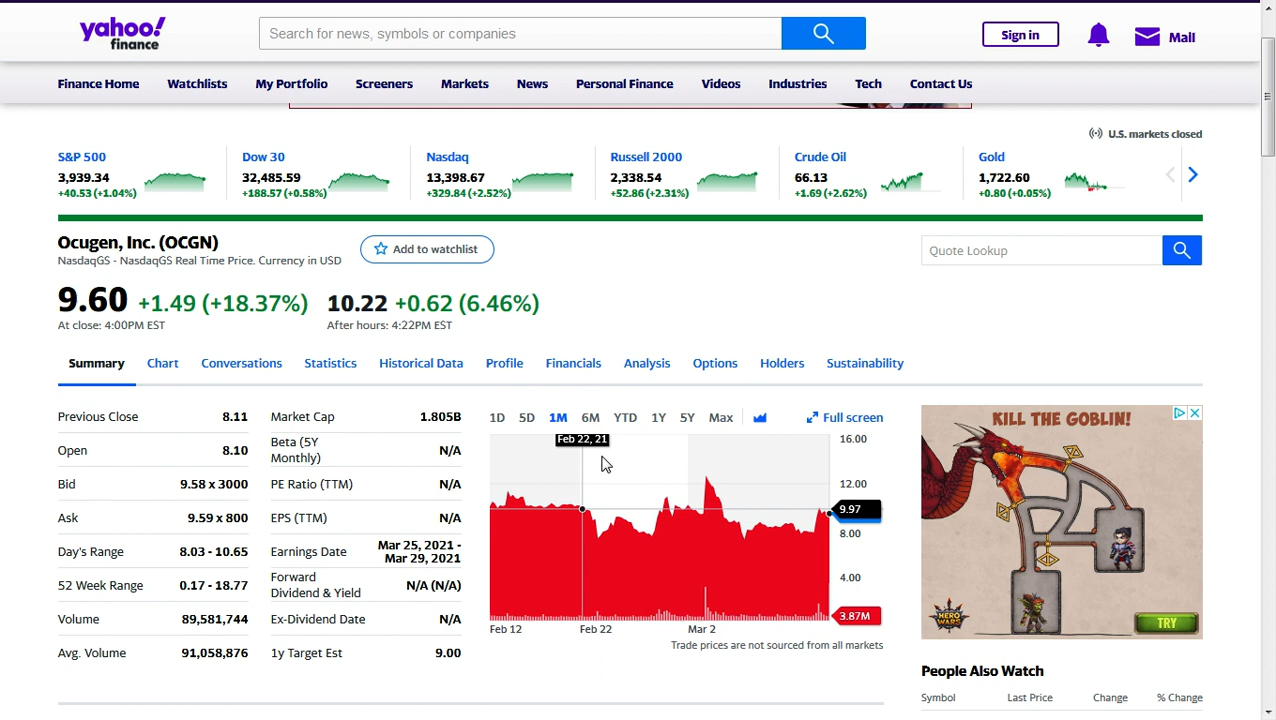 yahoo!
finance
Search for news, symbols or companies
Sign in
Mail
Finance Home Watchlists My Portfolio Screeners Markets News Personal Finance Videos Industries Tech Contact Us
U.S. markets closed
S&P 500 Dow 30 Nasdaq Russell 2000 Crude Oil Gold
3,939.34 32,485.59 13,398.67 2,338.54 66.13 1,722.60
+40.53 (+1.04%) +188.57 (+0.58%) +329.84 (+2.52%) +52.86 (+2.31%) +1.69 (+2.62%) +0.80 (+0.05%)
Ocugen, Inc. (OCGN)
NasdaqGS - NasdaqGS Real Time Price. Currency in USD
Add to watchlist
Quote Lookup
9.60 +1.49 (+18.37%) 10.22 +0.62 (6.46%)
At close: 4:00PM EST After hours: 4:22PM EST
Summary Chart Conversations Statistics Historical Data Profile Financials Analysis Options Holders Sustainability
Previous Close 8.11
Open 8.10
Bid 9.58 x 3000
Ask 9.59 x 800
Day's Range 8.03 - 10.65
52 Week Range 0.17 - 18.77
Volume 89,581,744
Avg. Volume 91,058,876
Market Cap 1.805B
Beta (5Y
Monthly) N/A
PE Ratio (TTM) N/A
EPS (TTM) N/A
Earnings Date Mar 25, 2021 -
Mar 29, 2021
Forward
Dividend & Yield N/A (N/A)
Ex-Dividend Date N/A
1y Target Est 9.00
1D 5D 1M 6M YTD 1Y 5Y Max Full screen
Feb 22, 21
16.00
12.00
9.97
8.00
4.00
3.87M
Feb 12 Feb 22 Mar 2
Trade prices are not sourced from all markets
KILL THE GOBLIN!
HERO
WARS
TRY
People Also Watch
Symbol Last Price Change % Change